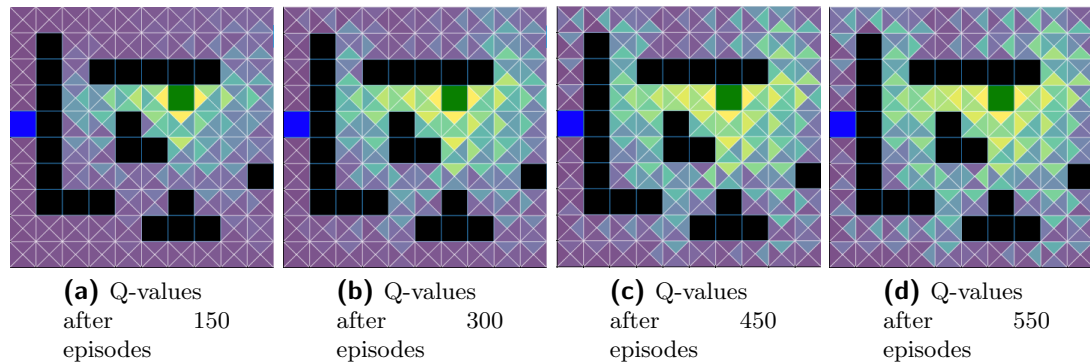 (a) Q-values
after 150
episodes
(b) Q-values
after 300
episodes
(c) Q-values
after 450
episodes
(d) Q-values
after 550
episodes